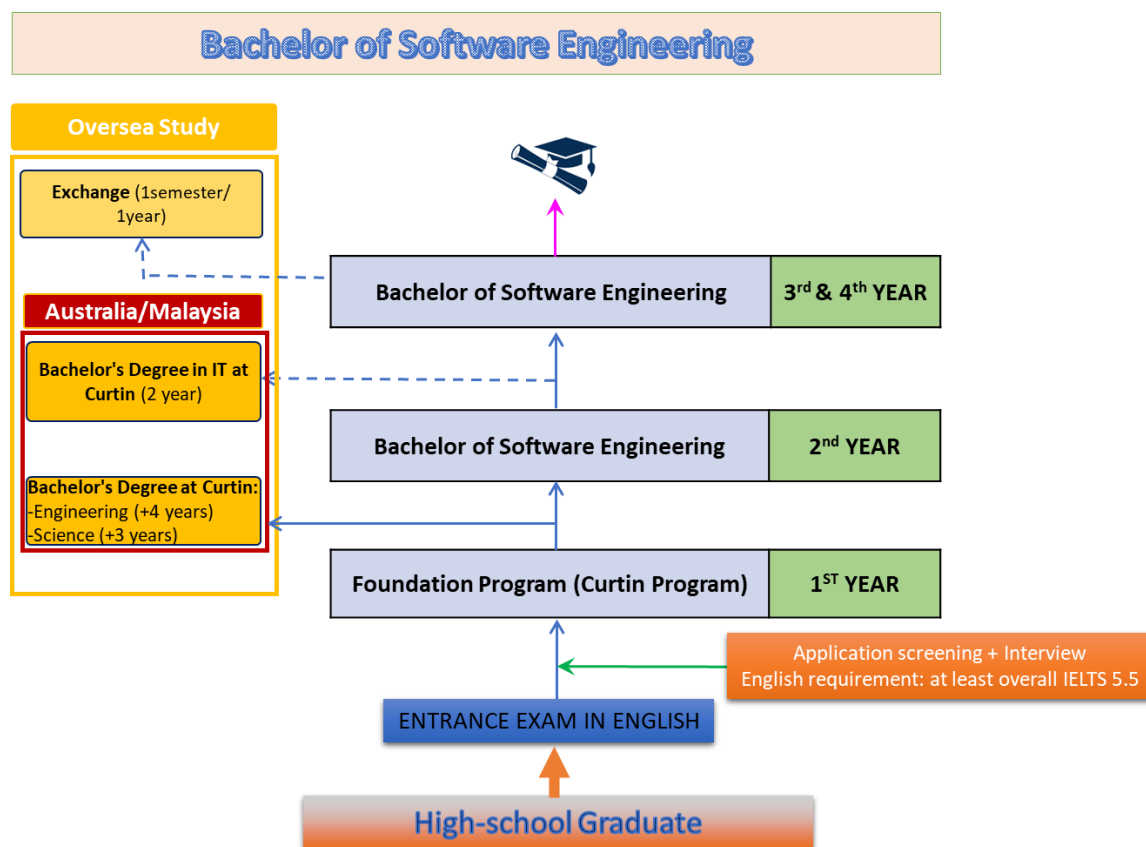 Bachelor of Software Engineering
Oversea Study
Exchange (1semester/
1year)
Australia/Malaysia
Bachelor's Degree in IT at
Curtin (2 year)
Bachelor's Degree at Curtin:
-Engineering (+4 years)
-Science (+3 years)
Bachelor of Software Engineering
3rd & 4th YEAR
Bachelor of Software Engineering
2nd YEAR
Foundation Program (Curtin Program)
1ST YEAR
Application screening + Interview
English requirement: at least overall IELTS 5.5
ENTRANCE EXAM IN ENGLISH
High-school Graduate